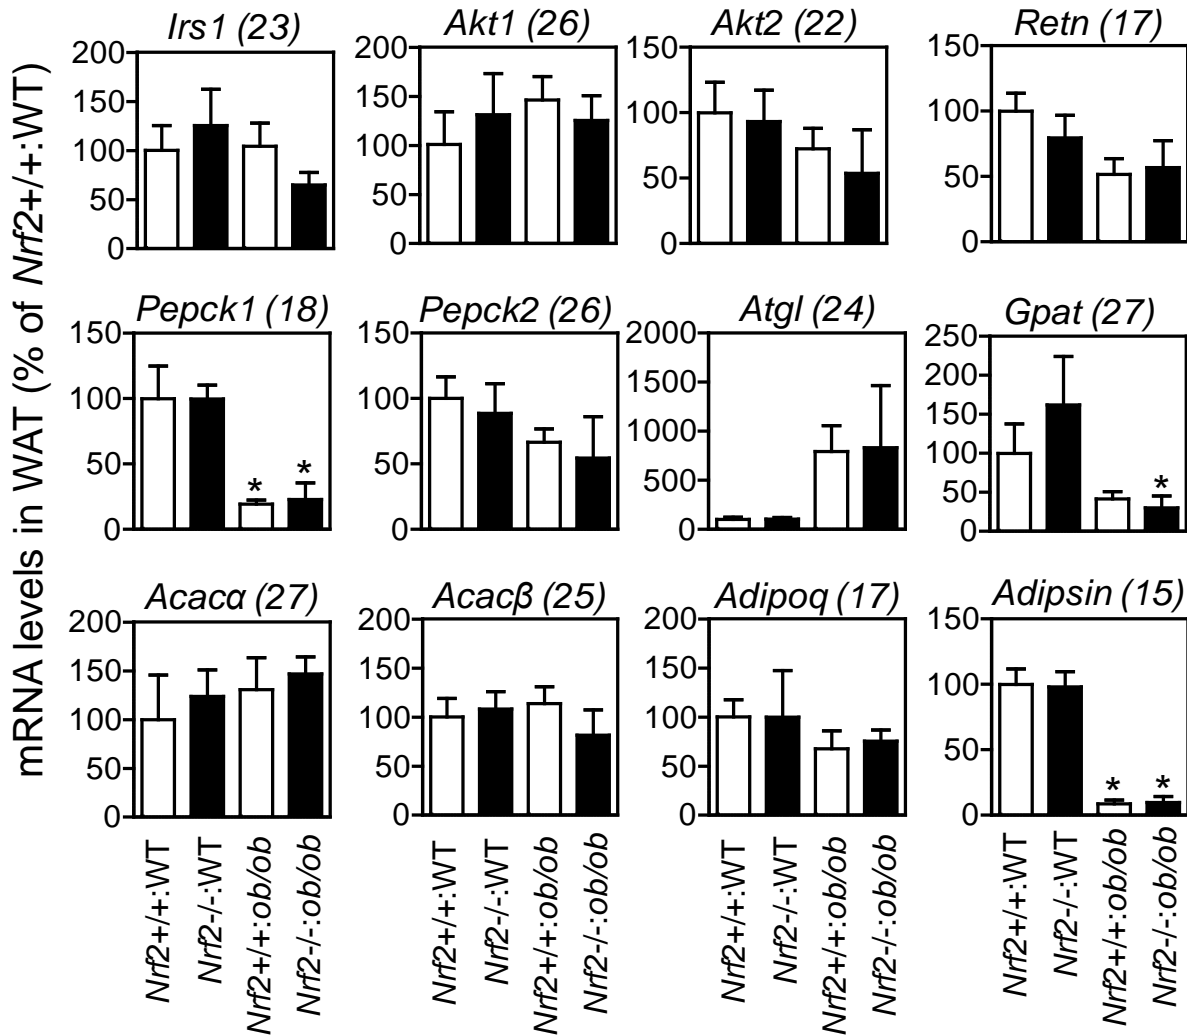 mRNA levels in WAT (% of Nrf2+/+:WT)
Irs1 (23)
200
150
100
50
0
Akt1 (26)
200
150
100
50
0
Akt2 (22)
150
100
50
0
Retn (17)
150
100
50
0
Pepck1 (18)
150
100
50
0
*
*
Pepck2 (26)
150
100
50
0
Atgl (24)
2000
1500
1000
500
0
Gpat (27)
250
200
150
100
50
0
*
Acacα (27)
200
150
100
50
0
Acacβ (25)
200
150
100
50
0
Adipoq (17)
200
150
100
50
0
Adipsin (15)
150
100
50
0
*
*
Nrf2+/+:WT
Nrf2-/-:WT
Nrf2+/+:ob/ob
Nrf2-/-:ob/ob
Nrf2+/+:WT
Nrf2-/-:WT
Nrf2+/+:ob/ob
Nrf2-/-:ob/ob
Nrf2+/+:WT
Nrf2-/-:WT
Nrf2+/+:ob/ob
Nrf2-/-:ob/ob
Nrf2+/+:WT
Nrf2-/-:WT
Nrf2+/+:ob/ob
Nrf2-/-:ob/ob